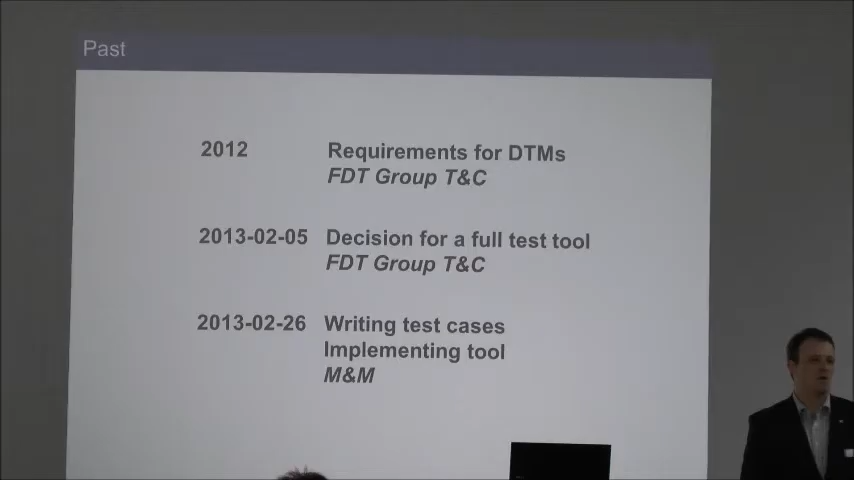 Past
2012 Requirements for DTMs
FDT Group T&C
2013-02-05 Decision for a full test tool
FDT Group T&C
2013-02-26 Writing test cases
Implementing tool
M&M